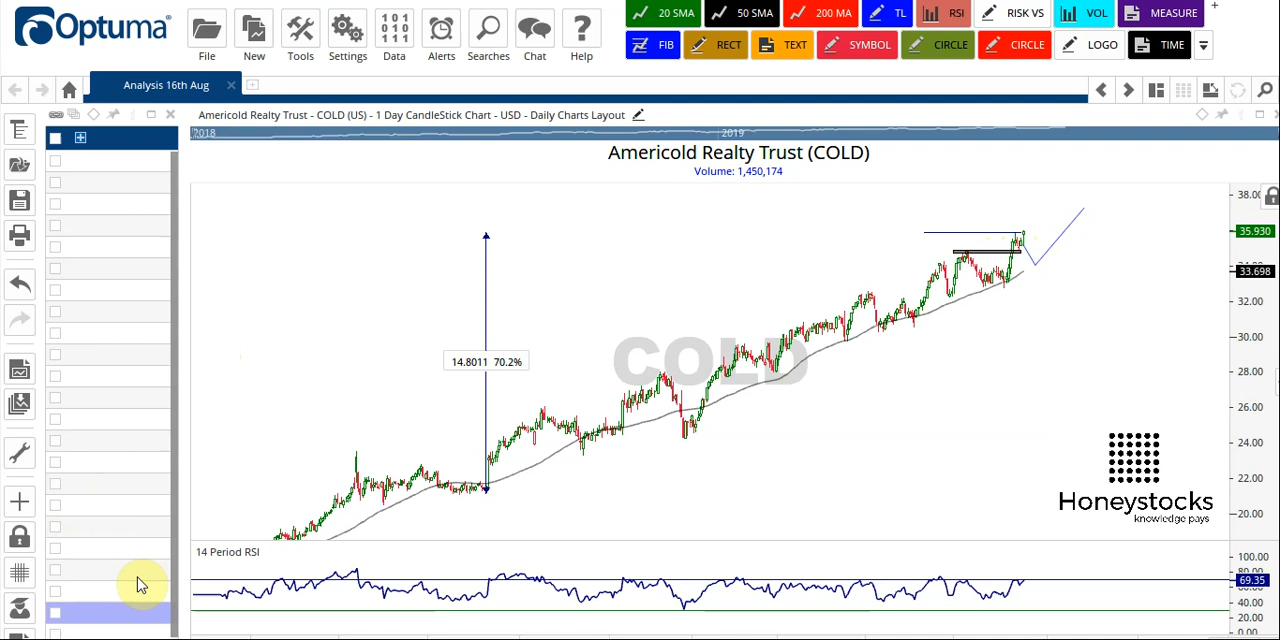 Optuma®
File
New
Tools
Settings
101
010
111
Data
Alerts
Searches
Chat
?
Help
20 SMA
50 SMA
200 MA
TL
RSI
RISK VS
VOL
MEASURE
FIB
RECT
TEXT
SYMBOL
CIRCLE
CIRCLE
LOGO
TIME
Analysis 16th Aug
Americold Realty Trust - COLD (US) - 1 Day CandleStick Chart - USD - Daily Charts Layout
2018
2019
Americold Realty Trust (COLD)
Volume: 1,450,174
38.00
35.930
33.698
32.00
30.00
28.00
26.00
24.00
22.00
20.00
14.8011 70.2%
COLD
Honeystocks
knowledge pays
14 Period RSI
100.00
69.35
40.00
20.00
0.00